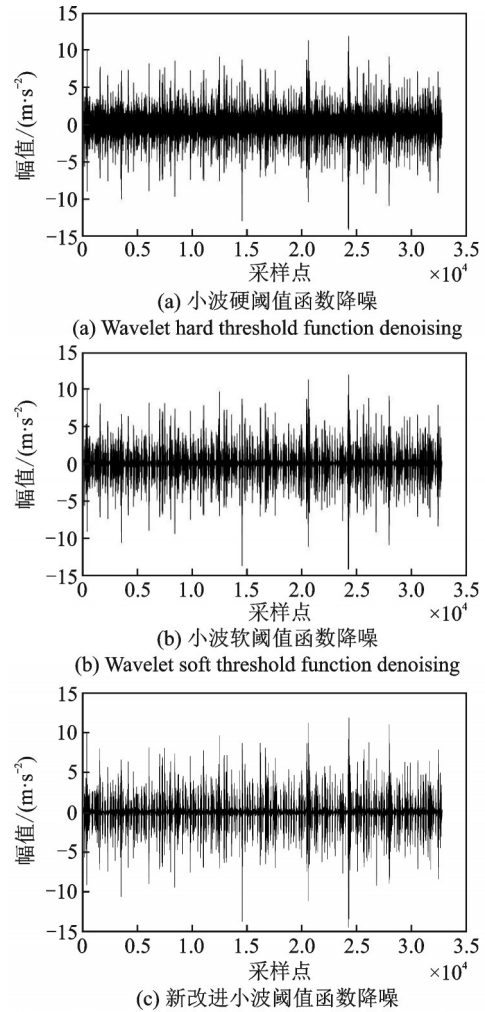 15
10
5
0
−5
−10
−15
幅值/(m·s⁻²)
0 0.5 1.0 1.5 2.0 2.5 3.0 3.5
采样点 ×10⁴
(a) 小波硬阈值函数降噪
(a) Wavelet hard threshold function denoising
15
10
5
0
−5
−10
−15
幅值/(m·s⁻²)
0 0.5 1.0 1.5 2.0 2.5 3.0 3.5
采样点 ×10⁴
(b) 小波软阈值函数降噪
(b) Wavelet soft threshold function denoising
15
10
5
0
−5
−10
−15
幅值/(m·s⁻²)
0 0.5 1.0 1.5 2.0 2.5 3.0 3.5
采样点 ×10⁴
(c) 新改进小波阈值函数降噪